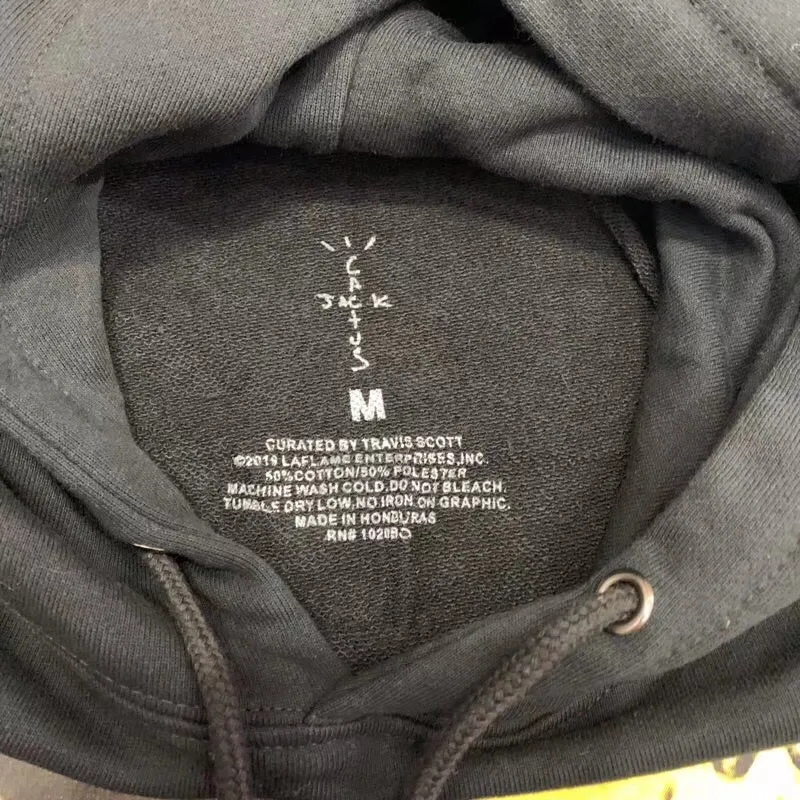 CACTUS
JACK
M
CURATED BY TRAVIS SCOTT
©2019 LAFLAME ENTERPRISES,INC.
50%COTTON/50% POLESTER
MACHINE WASH COLD.DO NOT BLEACH.
TUMBLE DRY LOW,NO IRON ON GRAPHIC.
MADE IN HONDURAS
RN#